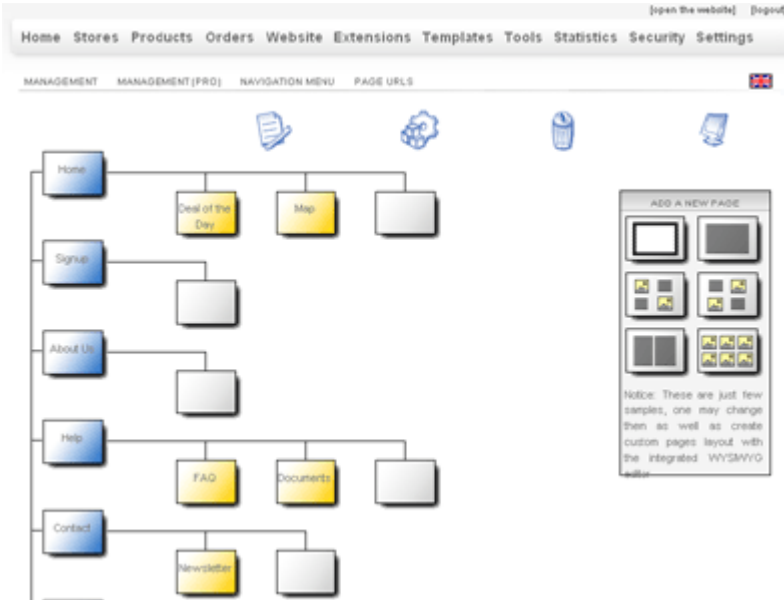 [open the website] [logout
Home Stores Products Orders Website Extensions Templates Tools Statistics Security Settings
MANAGEMENT MANAGEMENT(PRO) NAVIGATION MENU PAGE URLS
Home
Deal of the
Day
Map
ADD A NEW PAGE
Signup
About Us
Help
FAQ
Documents
Contact
Newsletter
Notice: These are just few
samples, one may change
them as well as create
custom pages layout with
the integrated WYSIWYG
editor